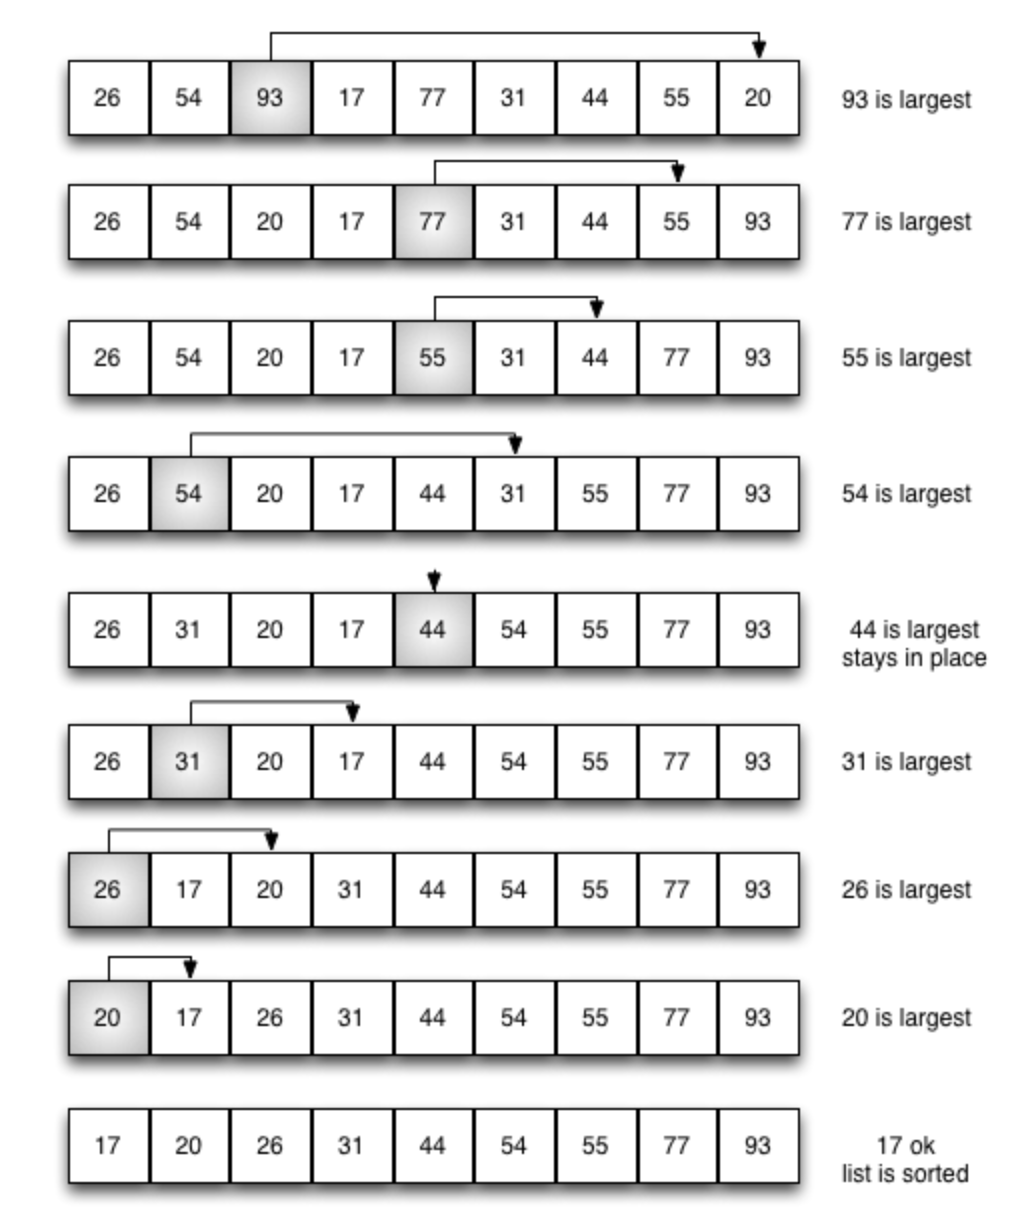 26 54 93 17 77 31 44 55 20 93 is largest
26 54 20 17 77 31 44 55 93 77 is largest
26 54 20 17 55 31 44 77 93 55 is largest
26 54 20 17 44 31 55 77 93 54 is largest
26 31 20 17 44 54 55 77 93 44 is largest
stays in place
26 31 20 17 44 54 55 77 93 31 is largest
26 17 20 31 44 54 55 77 93 26 is largest
20 17 26 31 44 54 55 77 93 20 is largest
17 20 26 31 44 54 55 77 93 17 ok
list is sorted